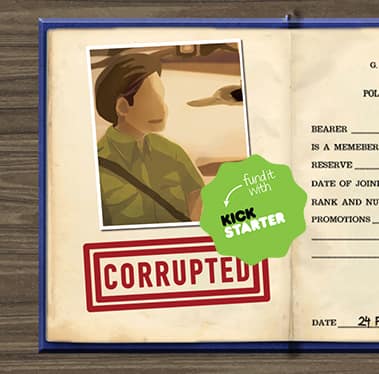 fund it
with
KICK
STARTER
CORRUPTED
G.
POL
BEARER
IS A MEMEBER
RESERVE
DATE OF JOIN
RANK AND NU
PROMOTIONS
DATE 24 F